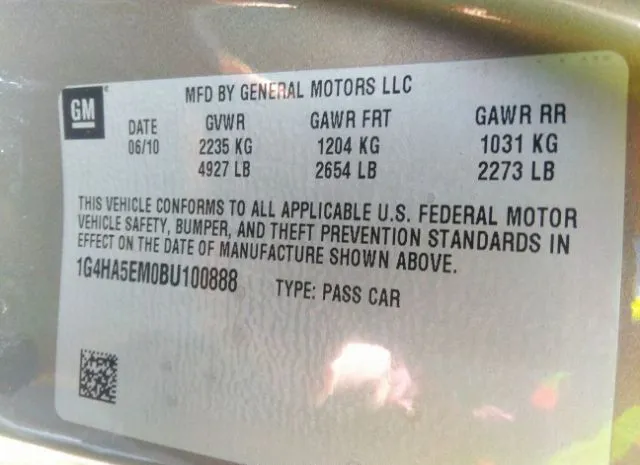 GM
MFD BY GENERAL MOTORS LLC
DATE GVWR GAWR FRT GAWR RR
06/10 2235 KG 1204 KG 1031 KG
4927 LB 2654 LB 2273 LB
THIS VEHICLE CONFORMS TO ALL APPLICABLE U.S. FEDERAL MOTOR
VEHICLE SAFETY, BUMPER, AND THEFT PREVENTION STANDARDS IN
EFFECT ON THE DATE OF MANUFACTURE SHOWN ABOVE.
1G4HA5EM0BU100888 TYPE: PASS CAR